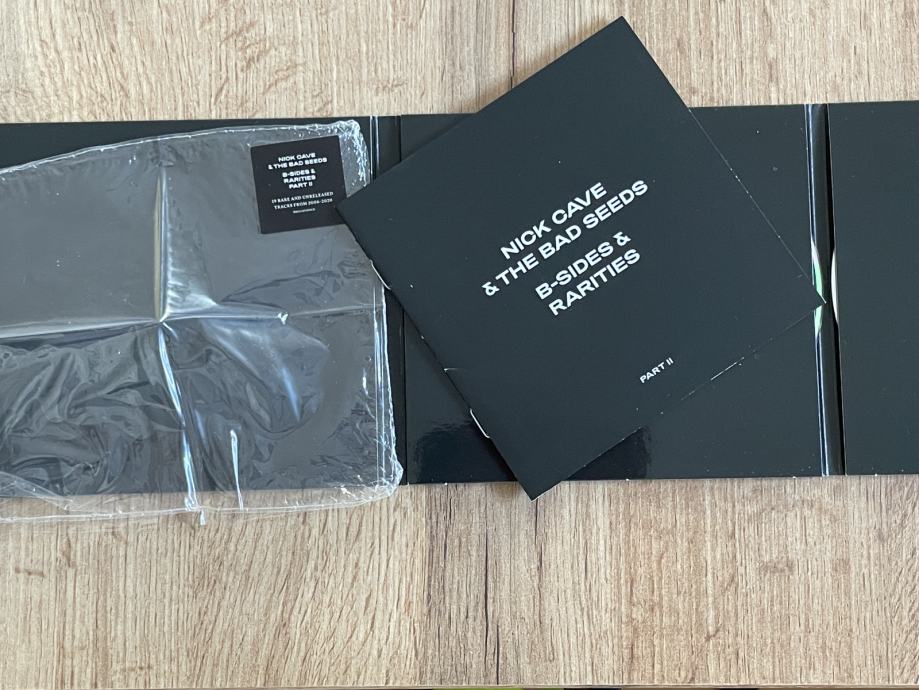 NICK CAVE
& THE BAD SEEDS
B-SIDES &
RARITIES
PART II
19 RARE AND UNRELEASED
TRACKS FROM 2006-2020
NICK CAVE
& THE BAD SEEDS
B-SIDES &
RARITIES
PART II